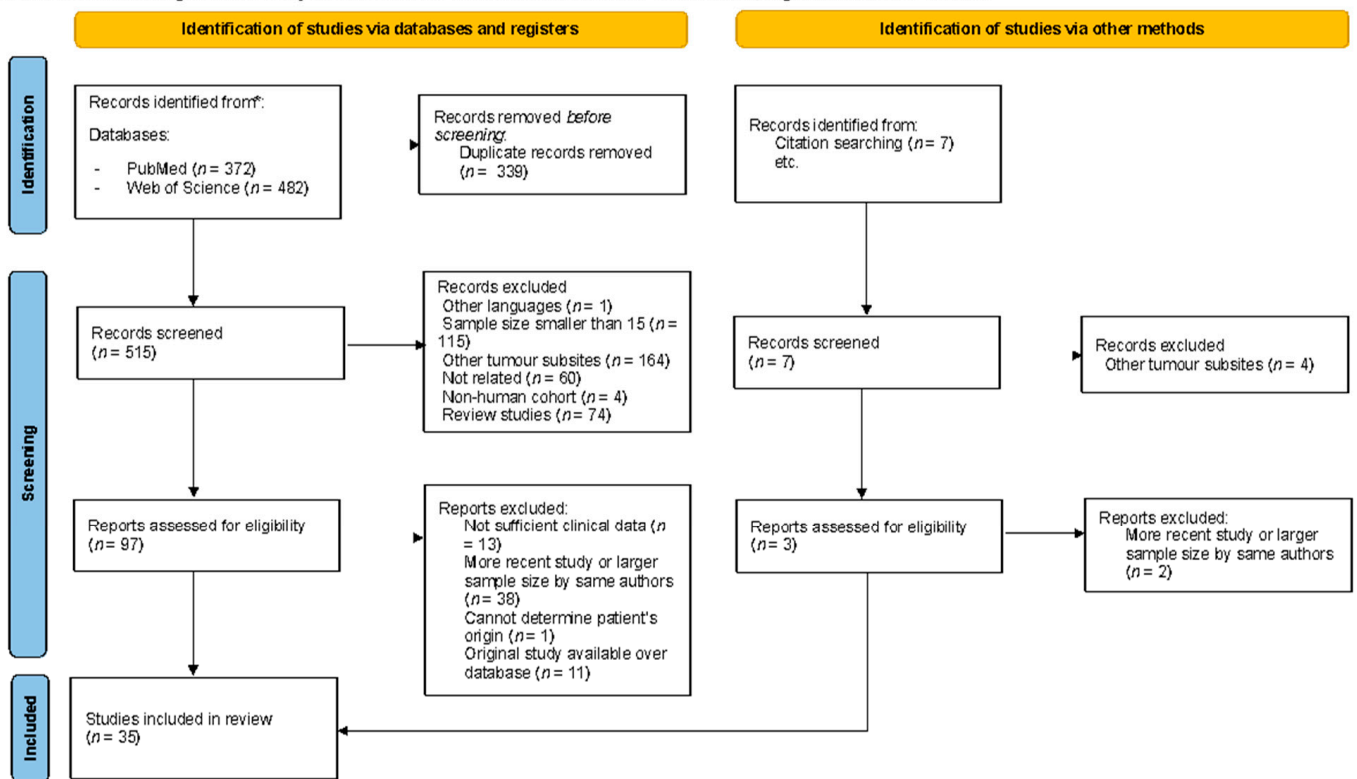 Identification of studies via databases and registers
Identification of studies via other methods
Identification
Records identified from*:
Databases:
- PubMed (n = 372)
- Web of Science (n = 482)
Records removed before
screening:
Duplicate records removed
(n = 339)
Records identified from:
Citation searching (n = 7)
etc.
Screening
Records screened
(n = 515)
Records excluded
Other languages (n = 1)
Sample size smaller than 15 (n =
115)
Other tumour subsites (n = 164)
Not related (n = 60)
Non-human cohort (n = 4)
Review studies (n = 74)
Records screened
(n = 7)
Records excluded
Other tumour subsites (n = 4)
Reports assessed for eligibility
(n = 97)
Reports excluded:
Not sufficient clinical data (n
= 13)
More recent study or larger
sample size by same authors
(n = 38)
Cannot determine patient's
origin (n = 1)
Original study available over
database (n = 11)
Reports assessed for eligibility
(n = 3)
Reports excluded:
More recent study or larger
sample size by same authors
(n = 2)
Included
Studies included in review
(n = 35)